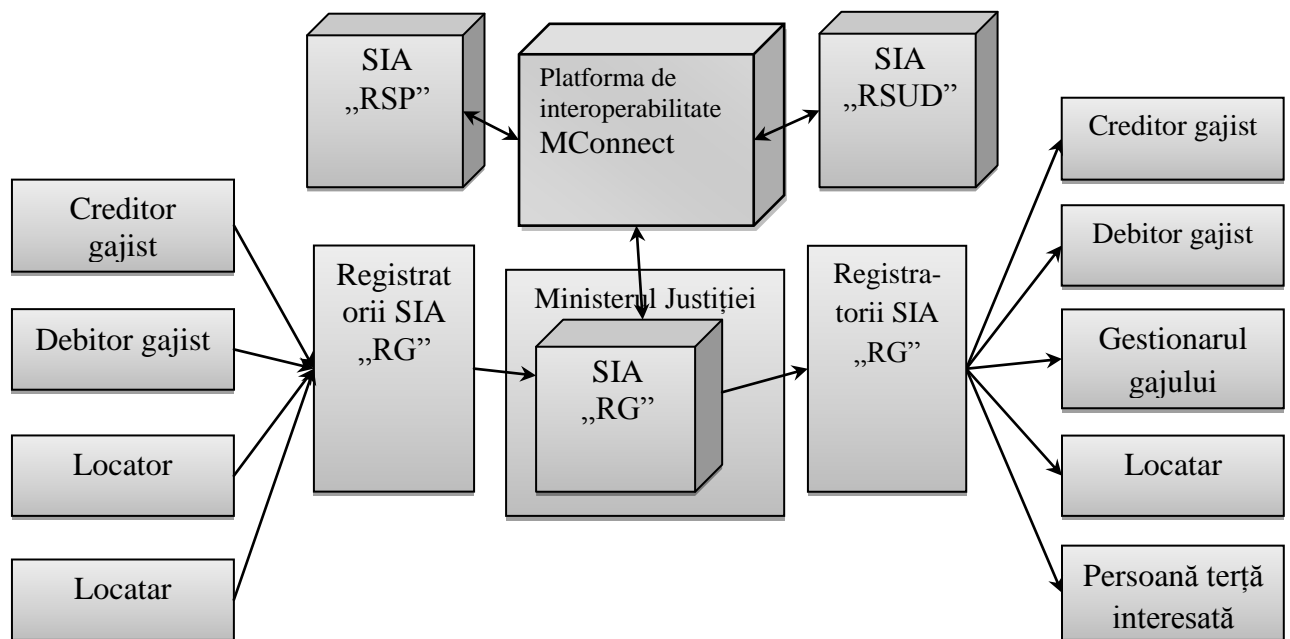 SIA
„RSP”
Platforma de
interoperabilitate
MConnect
SIA
„RSUD”
Creditor
gajist
Debitor gajist
Locator
Locatar
Registrat
orii SIA
„RG”
Ministerul Justiției
SIA
„RG”
Registra-
torii SIA
„RG”
Creditor gajist
Debitor gajist
Gestionarul
gajului
Locatar
Persoană terță
interesată